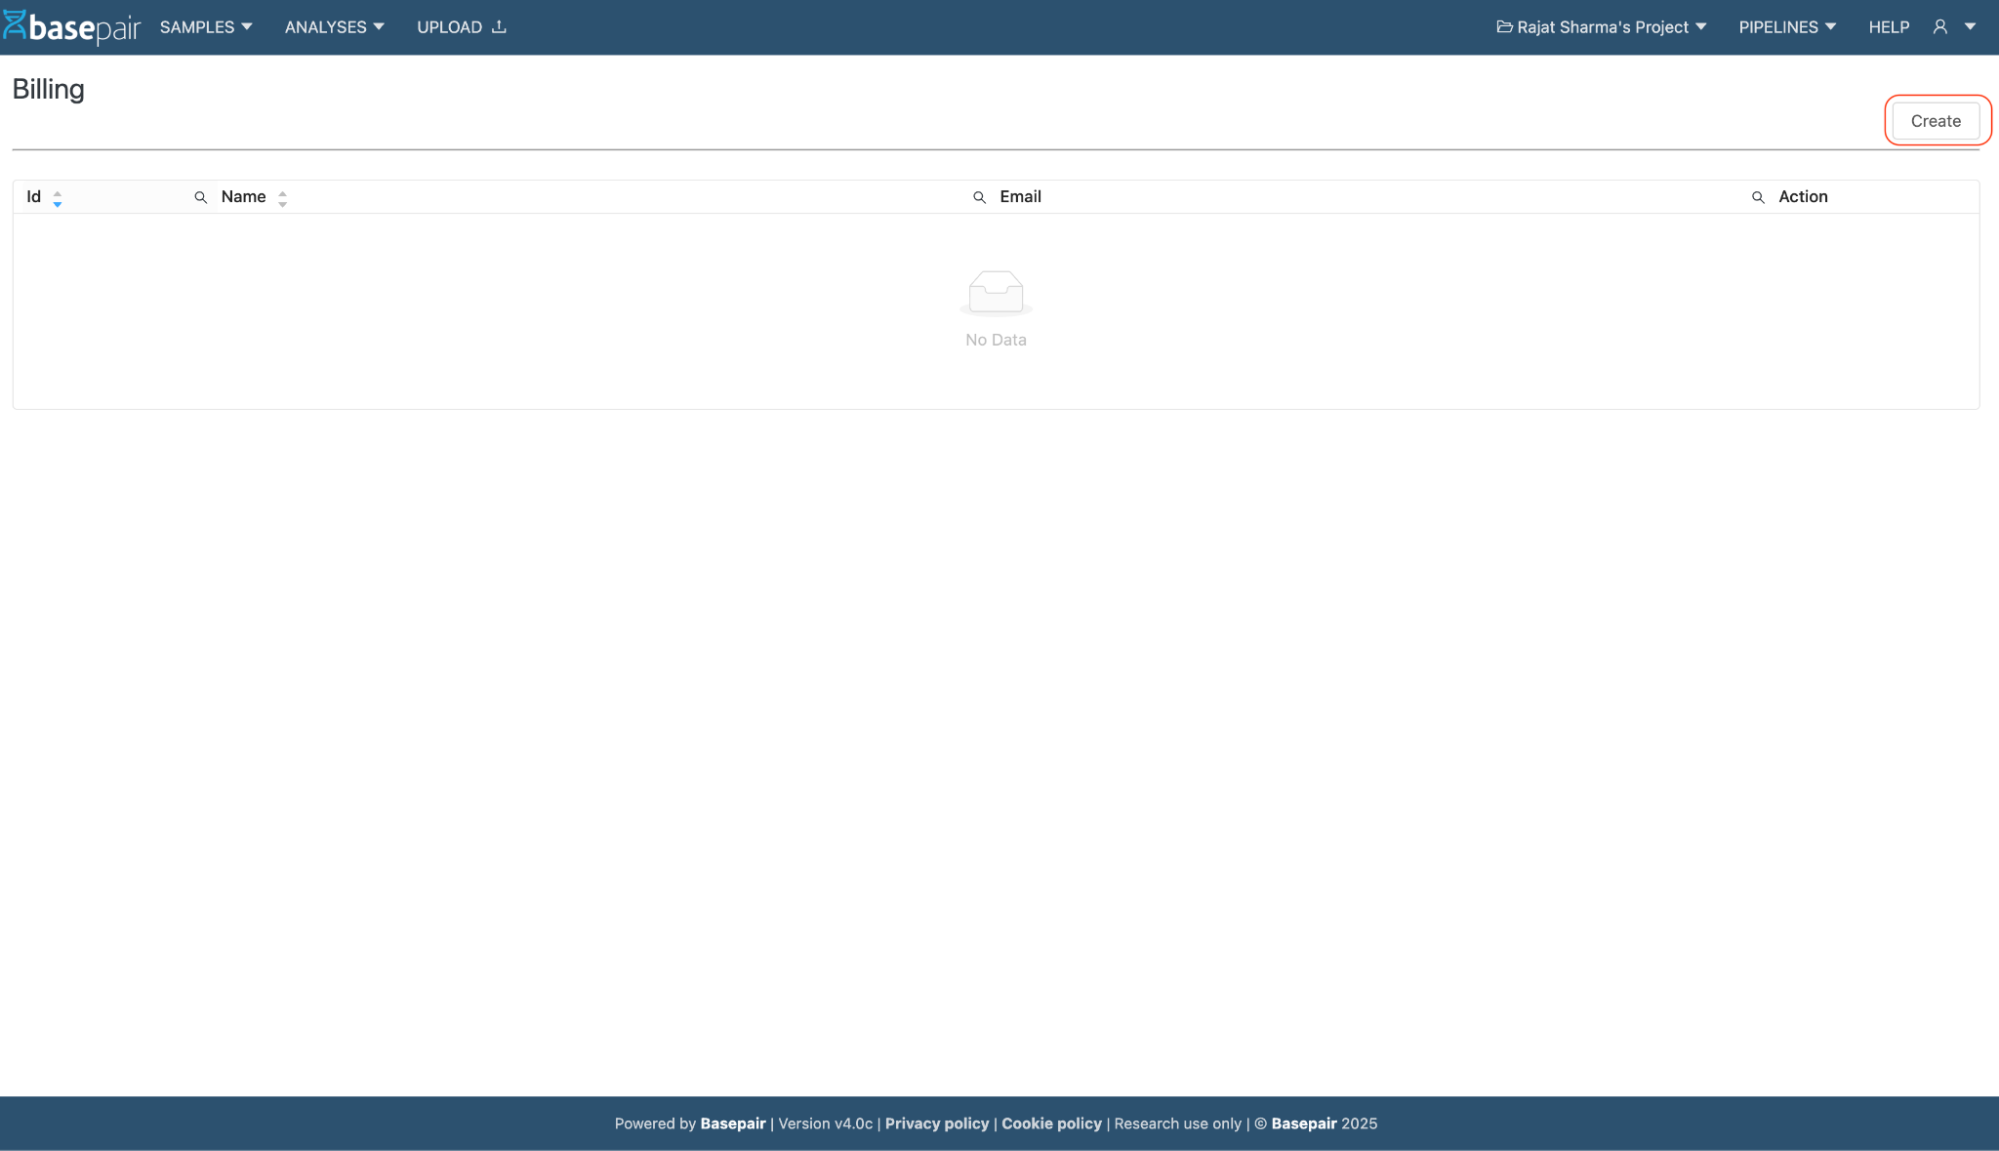 basepair SAMPLES ANALYSES UPLOAD Rajat Sharma's Project PIPELINES HELP
Billing
Create
Id Name Email Action
No Data
Powered by Basepair | Version v4.0c | Privacy policy | Cookie policy | Research use only | © Basepair 2025